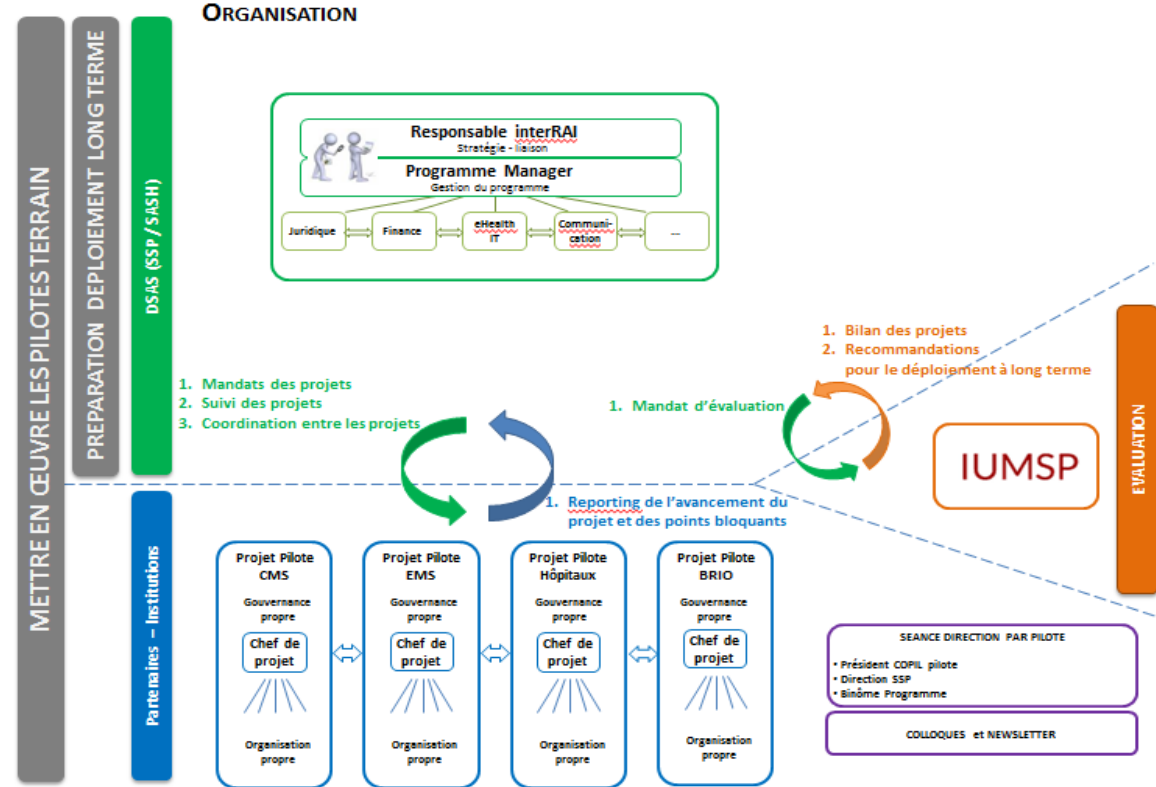 ORGANISATION
METTRE EN ŒUVRE LES PILOTES TERRAIN
PREPARATION DEPLOIEMENT LONG TERME
DSAS (SSP / SASH)
Responsable interRAI
Stratégie - liaison
Programme Manager
Gestion du programme
Juridique
Finance
eHealth
IT
Communi-
cation
...
1. Mandats des projets
2. Suivi des projets
3. Coordination entre les projets
1. Reporting de l'avancement du
projet et des points bloquants
1. Mandat d'évaluation
1. Bilan des projets
2. Recommandations
pour le déploiement à long terme
IUMSP
EVALUATION
Partenaires – Institutions
Projet Pilote
CMS
Gouvernance
propre
Chef de
projet
Organisation
propre
Projet Pilote
EMS
Gouvernance
propre
Chef de
projet
Organisation
propre
Projet Pilote
Hôpitaux
Gouvernance
propre
Chef de
projet
Organisation
propre
Projet Pilote
BRIO
Gouvernance
propre
Chef de
projet
Organisation
propre
SEANCE DIRECTION PAR PILOTE
• Président COPIL pilote
• Direction SSP
• Binôme Programme
COLLOQUES et NEWSLETTER